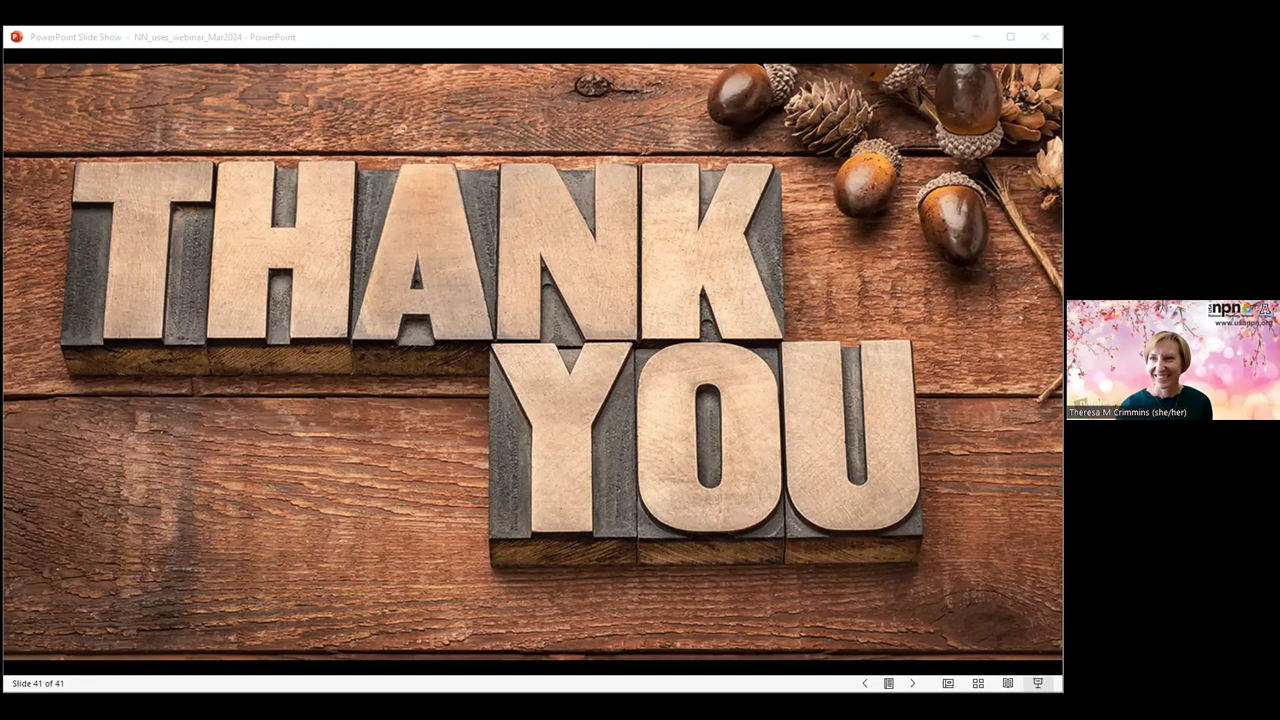 PowerPoint Slide Show - NN_uses_webinar_Mar2024 - PowerPoint
THANK
YOU
npn
www.usanpn.org
Theresa M Crimmins (she/her)
Slide 41 of 41